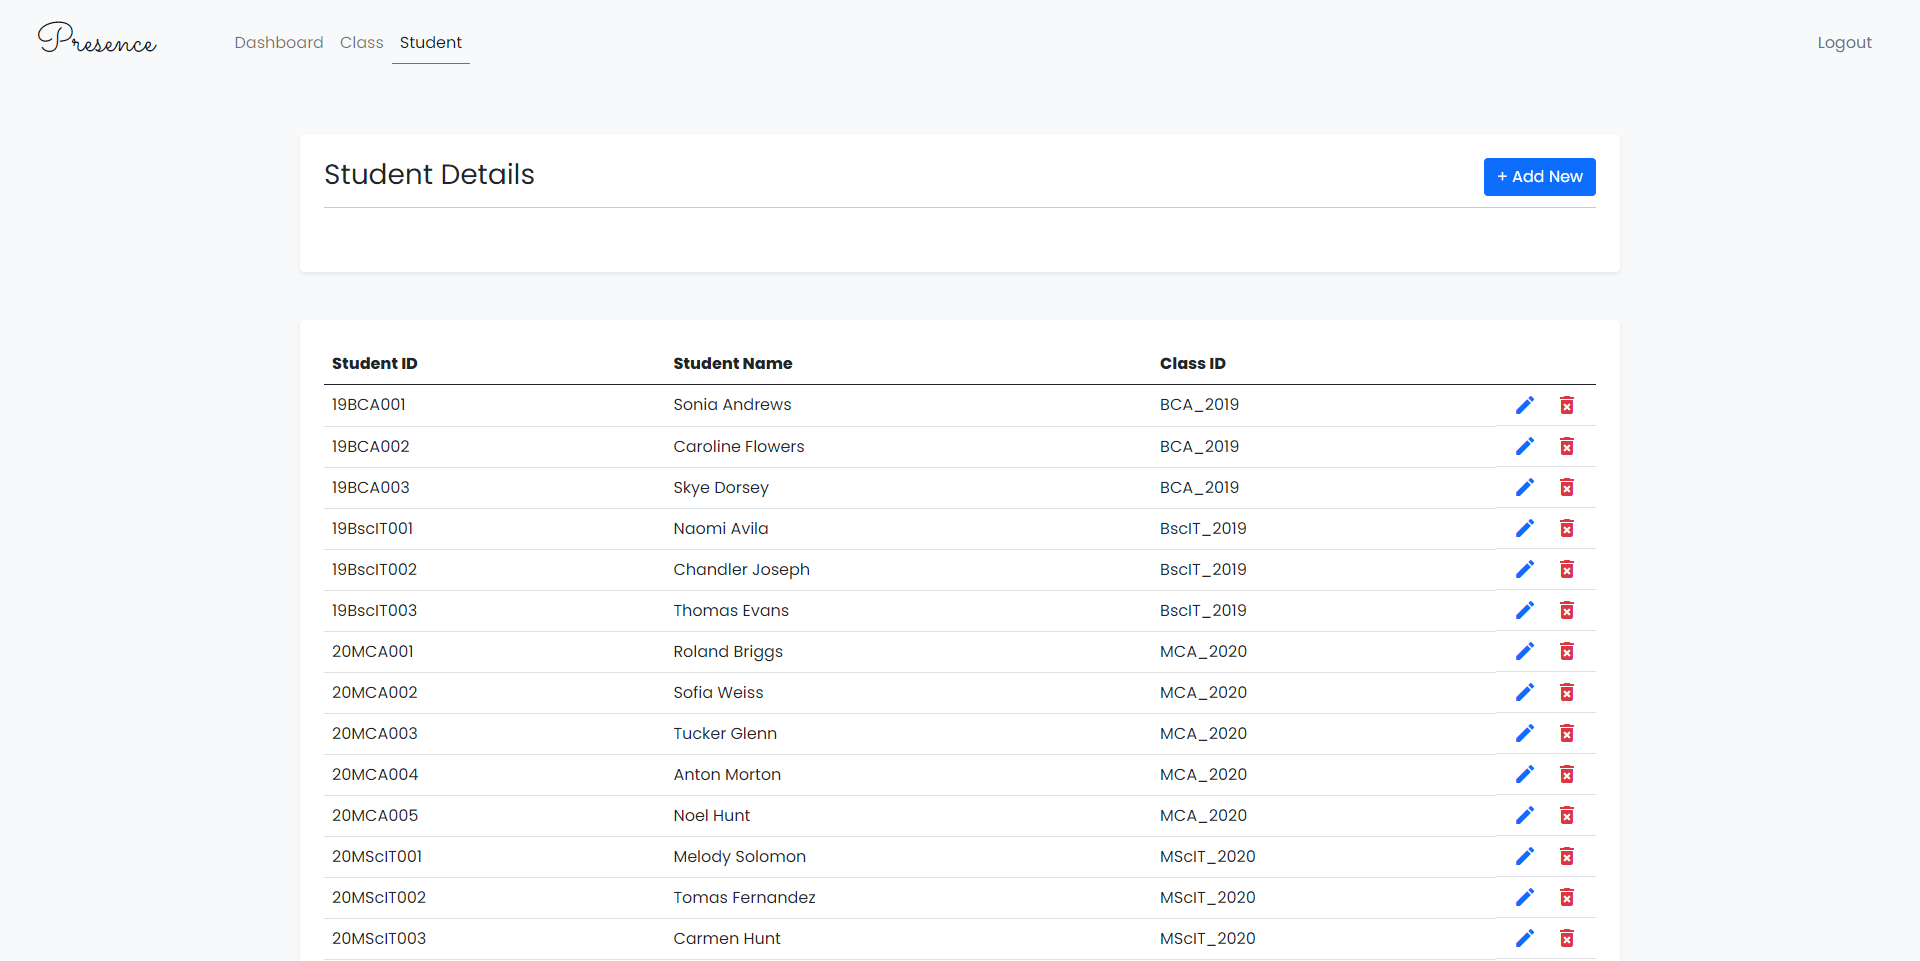 Presence Dashboard Class Student Logout
Student Details + Add New
Student ID Student Name Class ID
19BCA001 Sonia Andrews BCA_2019
19BCA002 Caroline Flowers BCA_2019
19BCA003 Skye Dorsey BCA_2019
19BscIT001 Naomi Avila BscIT_2019
19BscIT002 Chandler Joseph BscIT_2019
19BscIT003 Thomas Evans BscIT_2019
20MCA001 Roland Briggs MCA_2020
20MCA002 Sofia Weiss MCA_2020
20MCA003 Tucker Glenn MCA_2020
20MCA004 Anton Morton MCA_2020
20MCA005 Noel Hunt MCA_2020
20MScIT001 Melody Solomon MScIT_2020
20MScIT002 Tomas Fernandez MScIT_2020
20MScIT003 Carmen Hunt MScIT_2020